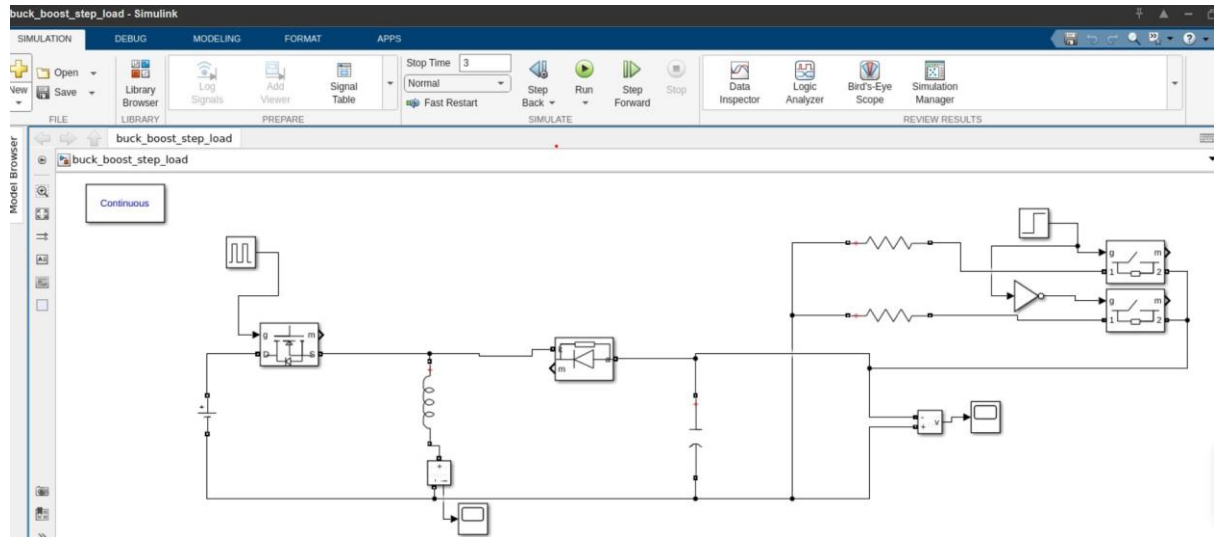 buck_boost_step_load - Simulink
SIMULATION DEBUG MODELING FORMAT APPS
New
Open
Save
FILE
Library Browser
LIBRARY
Log Signals
Add Viewer
Signal Table
PREPARE
Stop Time 3
Normal
Fast Restart
Step Back
Run
Step Forward
Stop
SIMULATE
Data Inspector
Logic Analyzer
Bird's-Eye Scope
Simulation Manager
REVIEW RESULTS
Model Browser
buck_boost_step_load
buck_boost_step_load
Continuous
g m
D S
m
+
+
-
+
v
g m
1 2
g m
1 2